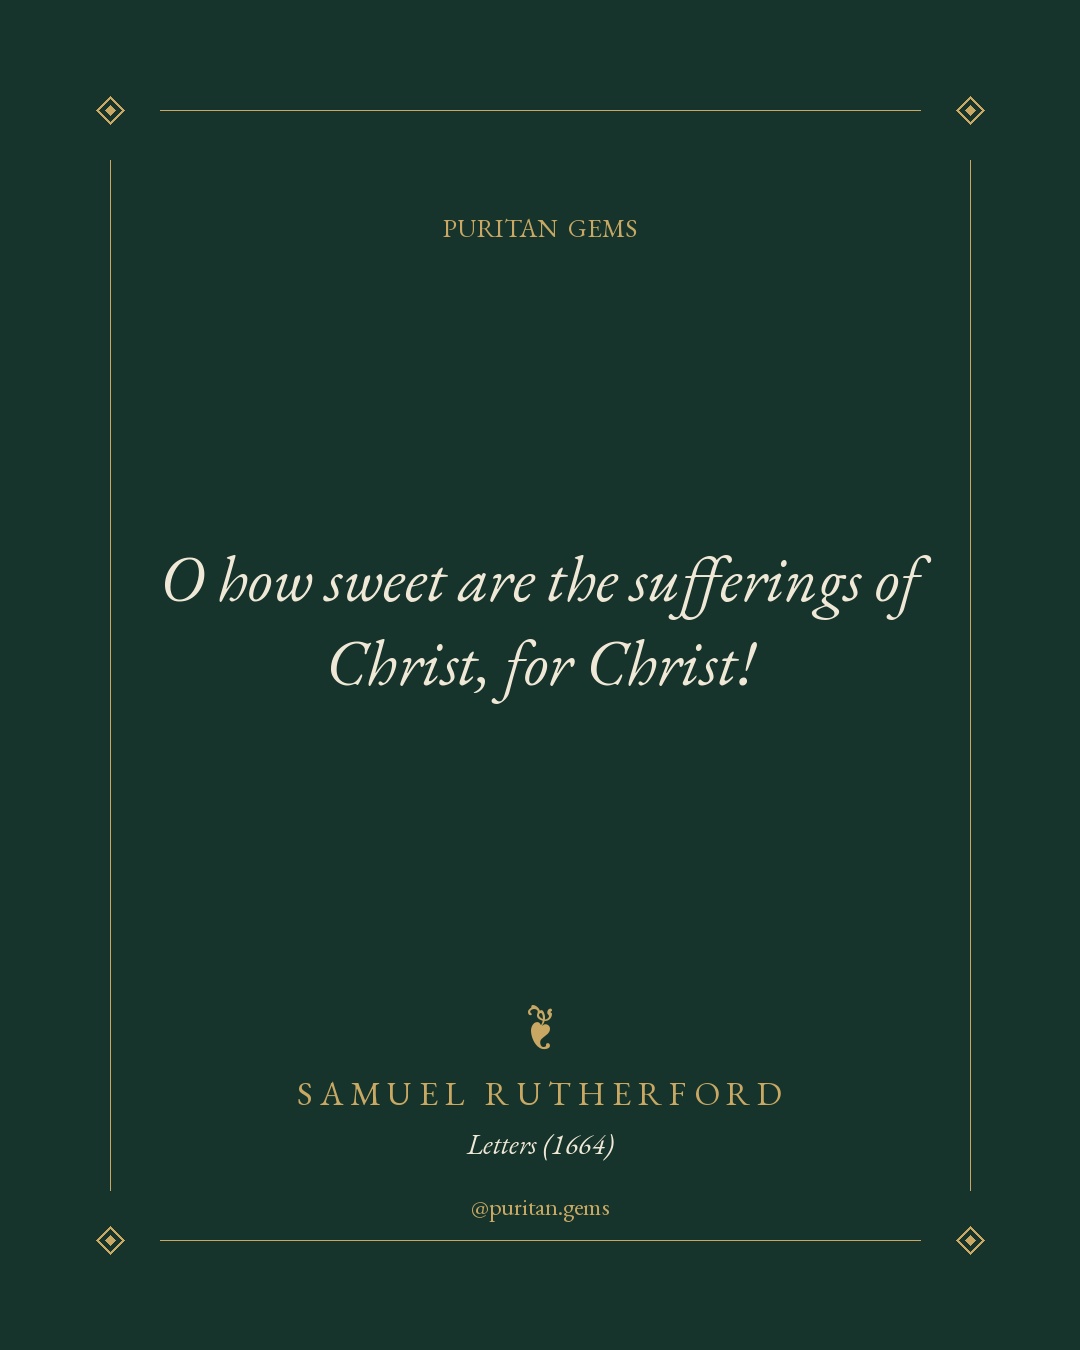 PURITAN GEMS
O how sweet are the sufferings of
Christ, for Christ!
SAMUEL RUTHERFORD
Letters (1664)
@puritan.gems